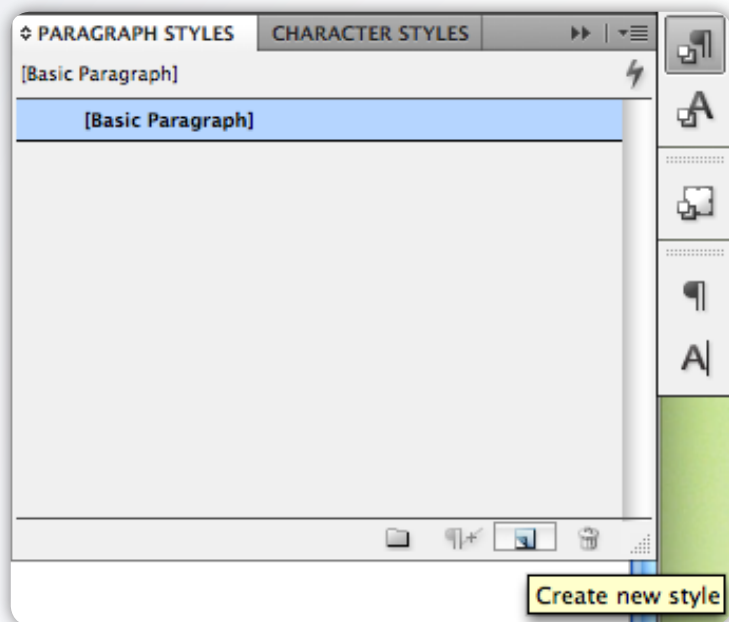 PARAGRAPH STYLES CHARACTER STYLES
[Basic Paragraph]
[Basic Paragraph]
A
¶
A
Create new style